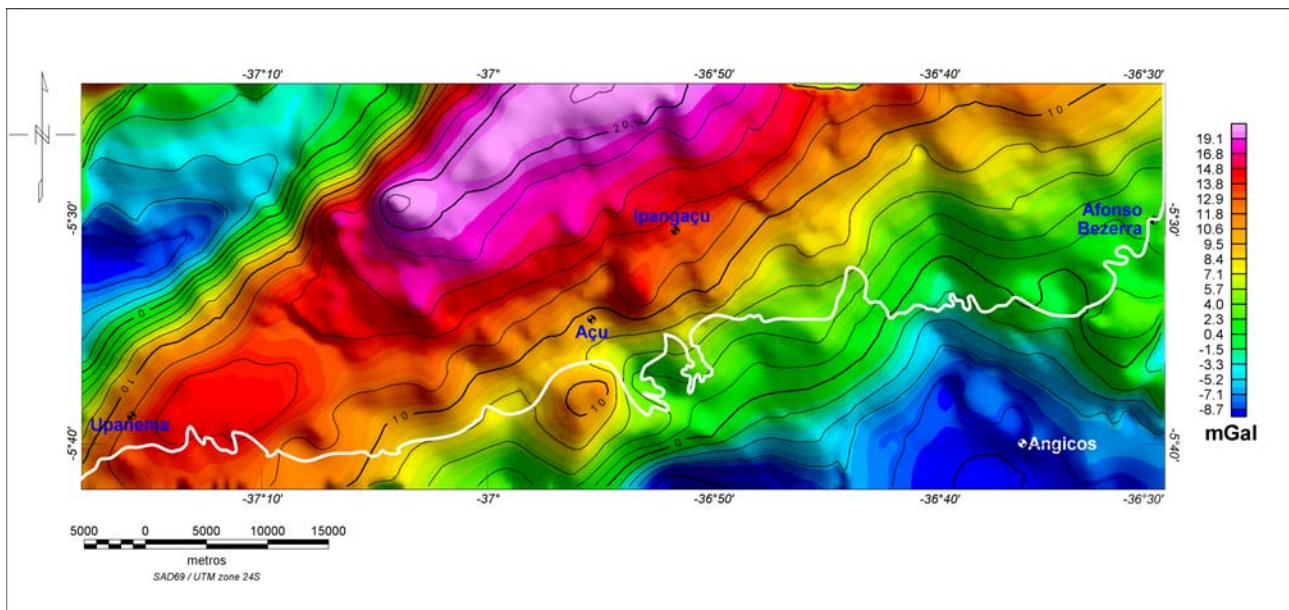 -37°10' -37° -36°50' -36°40' -36°30'
N
20
10
19.1
16.8
14.8
13.8
12.8
11.8
10.8
9.5
8.4
7.1
5.7
4.0
2.3
0.4
-1.5
-3.5
-5.2
-7.1
-8.7
mGal
-5°30'
Ipangaçu
Afonso
Bezerra
-5°30'
0
Açu
10
10
10
Upanema
0
Angicos
-5°40'
-5°40'
-37°10' -37° -36°50' -36°40' -36°30'
5000 0 5000 10000 15000
metros
SAD69 / UTM zone 24S